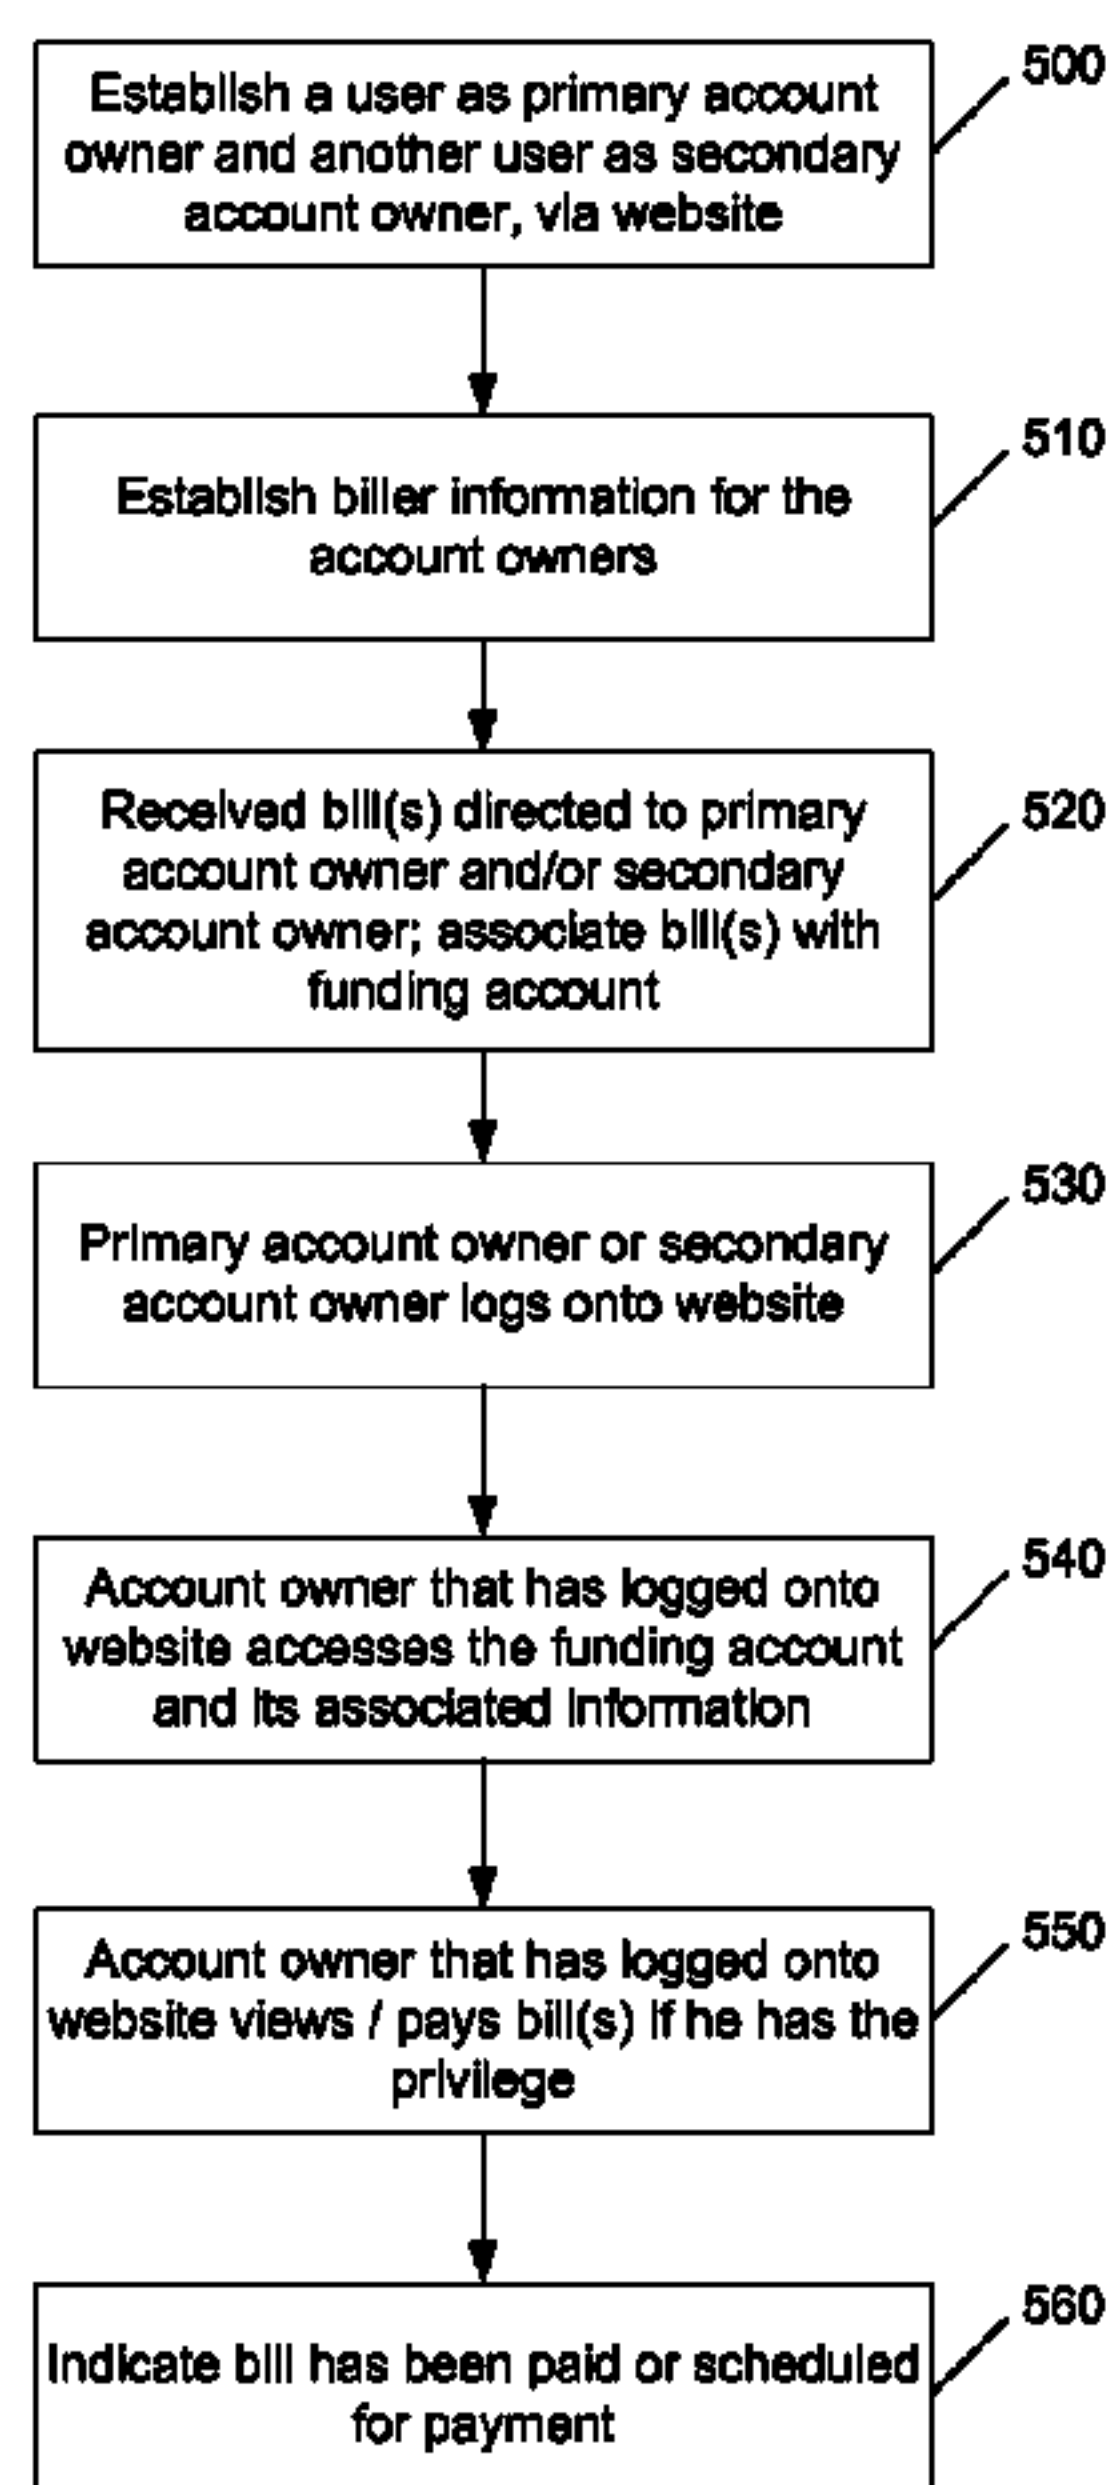 Establish a user as primary account
owner and another user as secondary
account owner, via website
500
Establish biller information for the
account owners
510
Received bill(s) directed to primary
account owner and/or secondary
account owner; associate bill(s) with
funding account
520
Primary account owner or secondary
account owner logs onto website
530
Account owner that has logged onto
website accesses the funding account
and its associated information
540
Account owner that has logged onto
website views / pays bill(s) if he has the
privilege
550
Indicate bill has been paid or scheduled
for payment
560